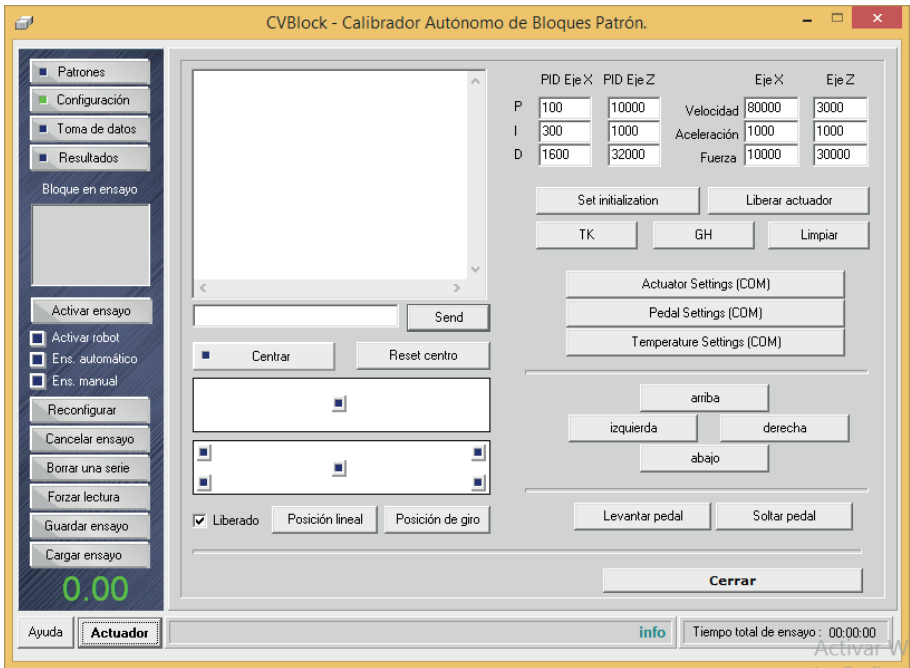 CVBlock - Calibrador Autónomo de Bloques Patrón.
Patrones
Configuración
Toma de datos
Resultados
Bloque en ensayo
Activar ensayo
Activar robot
Ens. automático
Ens. manual
Reconfigurar
Cancelar ensayo
Borrar una serie
Forzar lectura
Guardar ensayo
Cargar ensayo
0.00
Send
Centrar
Reset centro
Liberado
Posición lineal
Posición de giro
PID Eje X PID Eje Z
P 100 10000
I 300 1000
D 1600 32000
Eje X Eje Z
Velocidad 80000 3000
Aceleración 1000 1000
Fuerza 10000 30000
Set initialization
Liberar actuador
TK
GH
Limpiar
Actuator Settings (COM)
Pedal Settings (COM)
Temperature Settings (COM)
arriba
izquierda
derecha
abajo
Levantar pedal
Soltar pedal
Cerrar
Ayuda
Actuador
info
Tiempo total de ensayo : 00:00:00
Activar W